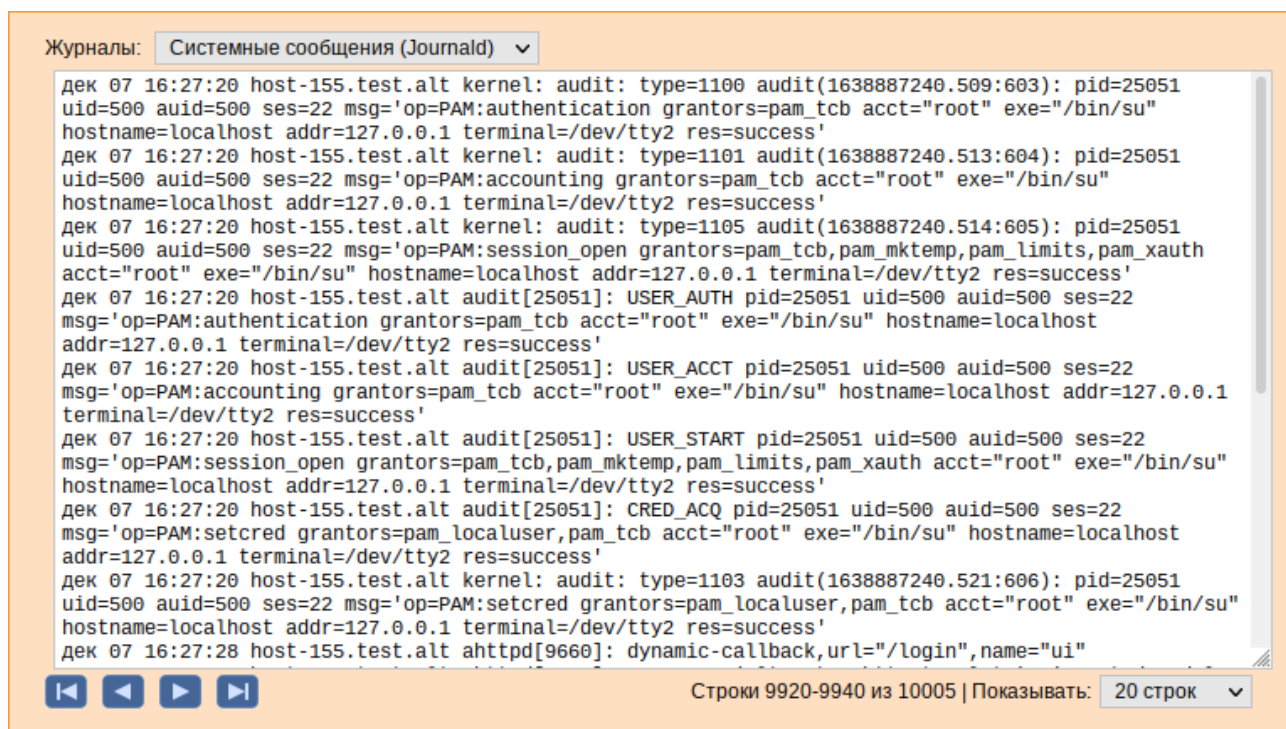 Журналы: Системные сообщения (Journald)
дек 07 16:27:20 host-155.test.alt kernel: audit: type=1100 audit(1638887240.509:603): pid=25051
uid=500 auid=500 ses=22 msg='op=PAM:authentication grantors=pam_tcb acct="root" exe="/bin/su"
hostname=localhost addr=127.0.0.1 terminal=/dev/tty2 res=success'
дек 07 16:27:20 host-155.test.alt kernel: audit: type=1101 audit(1638887240.513:604): pid=25051
uid=500 auid=500 ses=22 msg='op=PAM:accounting grantors=pam_tcb acct="root" exe="/bin/su"
hostname=localhost addr=127.0.0.1 terminal=/dev/tty2 res=success'
дек 07 16:27:20 host-155.test.alt kernel: audit: type=1105 audit(1638887240.514:605): pid=25051
uid=500 auid=500 ses=22 msg='op=PAM:session_open grantors=pam_tcb,pam_mktemp,pam_limits,pam_xauth
acct="root" exe="/bin/su" hostname=localhost addr=127.0.0.1 terminal=/dev/tty2 res=success'
дек 07 16:27:20 host-155.test.alt audit[25051]: USER_AUTH pid=25051 uid=500 auid=500 ses=22
msg='op=PAM:authentication grantors=pam_tcb acct="root" exe="/bin/su" hostname=localhost
addr=127.0.0.1 terminal=/dev/tty2 res=success'
дек 07 16:27:20 host-155.test.alt audit[25051]: USER_ACCT pid=25051 uid=500 auid=500 ses=22
msg='op=PAM:accounting grantors=pam_tcb acct="root" exe="/bin/su" hostname=localhost addr=127.0.0.1
terminal=/dev/tty2 res=success'
дек 07 16:27:20 host-155.test.alt audit[25051]: USER_START pid=25051 uid=500 auid=500 ses=22
msg='op=PAM:session_open grantors=pam_tcb,pam_mktemp,pam_limits,pam_xauth acct="root" exe="/bin/su"
hostname=localhost addr=127.0.0.1 terminal=/dev/tty2 res=success'
дек 07 16:27:20 host-155.test.alt audit[25051]: CRED_ACQ pid=25051 uid=500 auid=500 ses=22
msg='op=PAM:setcred grantors=pam_localuser,pam_tcb acct="root" exe="/bin/su" hostname=localhost
addr=127.0.0.1 terminal=/dev/tty2 res=success'
дек 07 16:27:20 host-155.test.alt kernel: audit: type=1103 audit(1638887240.521:606): pid=25051
uid=500 auid=500 ses=22 msg='op=PAM:setcred grantors=pam_localuser,pam_tcb acct="root" exe="/bin/su"
hostname=localhost addr=127.0.0.1 terminal=/dev/tty2 res=success'
дек 07 16:27:28 host-155.test.alt ahttpd[9660]: dynamic-callback,url="/login",name="ui"
Строки 9920-9940 из 10005 | Показывать: 20 строк